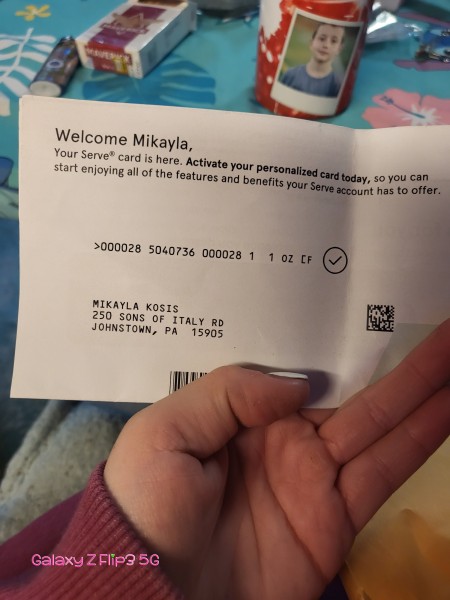 MAVERICK
Welcome Mikayla,
Your Serve® card is here. Activate your personalized card today, so you can
start enjoying all of the features and benefits your Serve account has to offer.
>000028 5040736 000028 1 1 OZ CF
MIKAYLA KOSIS
250 SONS OF ITALY RD
JOHNSTOWN, PA 15905
Galaxy Z Flip3 5G